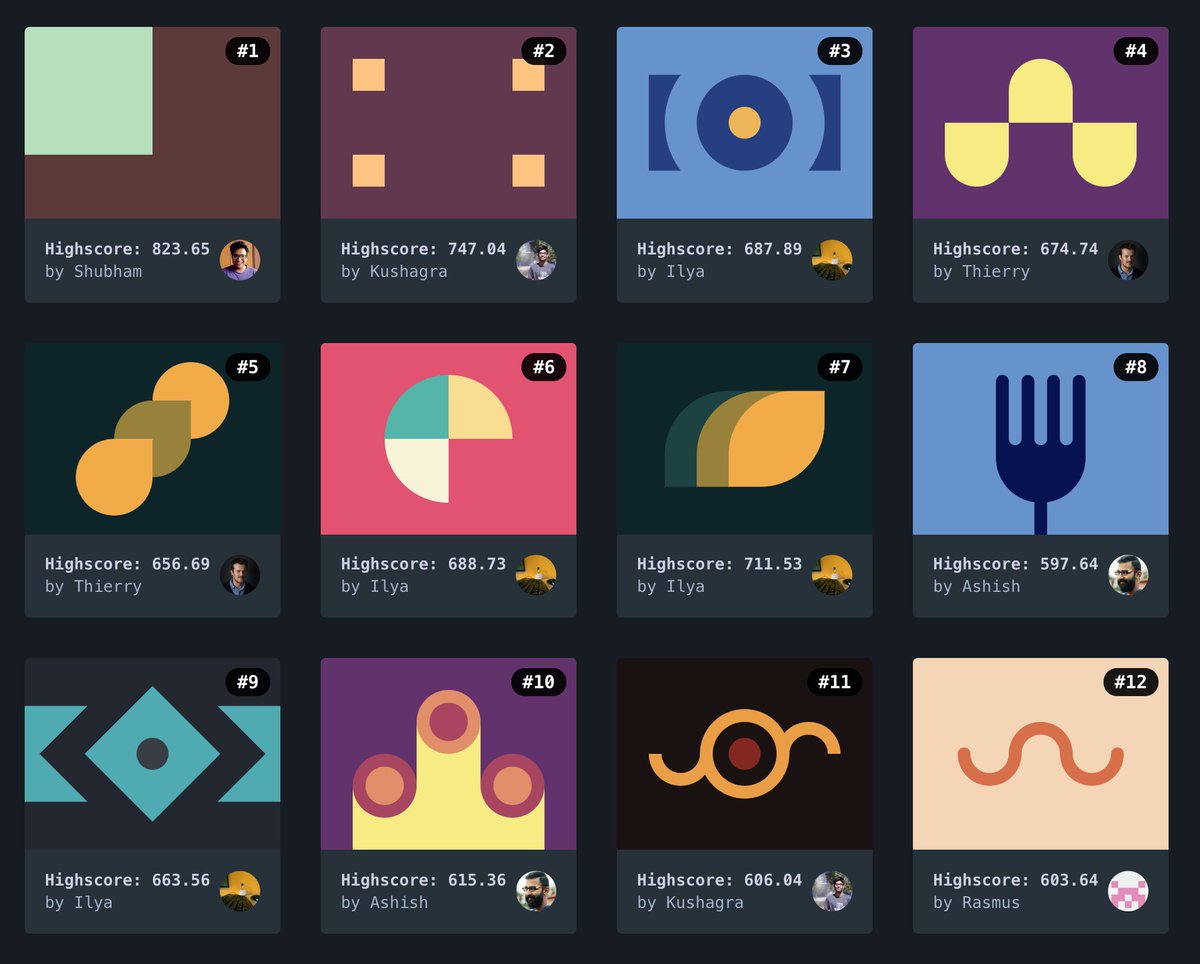 #1
Highscore: 823.65
by Shubham
#2
Highscore: 747.04
by Kushagra
#3
Highscore: 687.89
by Ilya
#4
Highscore: 674.74
by Thierry
#5
Highscore: 656.69
by Thierry
#6
Highscore: 688.73
by Ilya
#7
Highscore: 711.53
by Ilya
#8
Highscore: 597.64
by Ashish
#9
Highscore: 663.56
by Ilya
#10
Highscore: 615.36
by Ashish
#11
Highscore: 606.04
by Kushagra
#12
Highscore: 603.64
by Rasmus